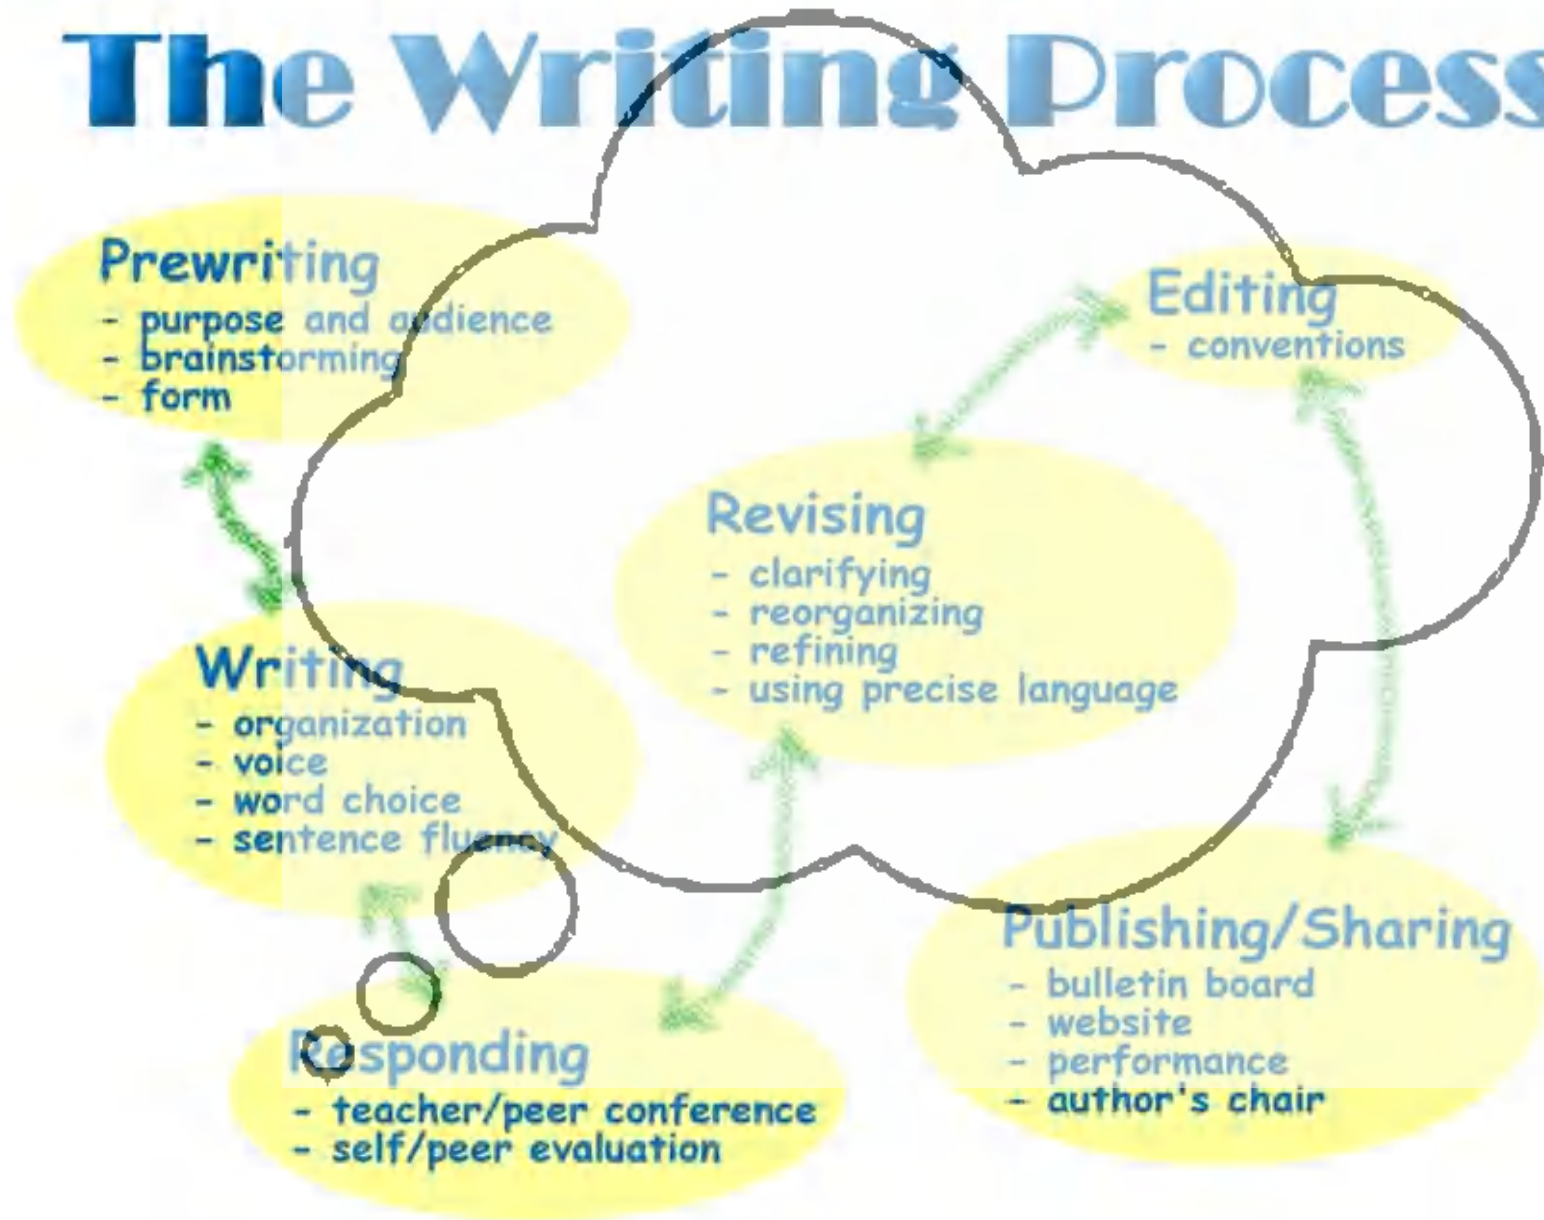 The Writing Process
Prewriting
- purpose and audience
- brainstorming
- form
Writing
- organization
- voice
- word choice
- sentence fluency
Responding
- teacher/peer conference
- self/peer evaluation
Revising
- clarifying
- reorganizing
- refining
- using precise language
Editing
- conventions
Publishing/Sharing
- bulletin board
- website
- performance
- author's chair